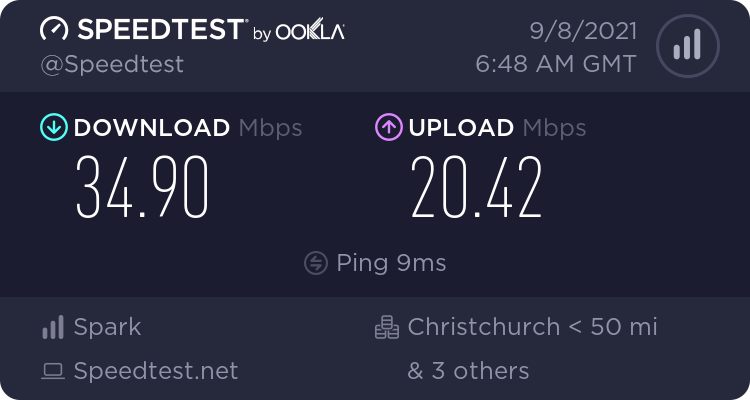 SPEEDTEST® by OOKLA®
@Speedtest
9/8/2021
6:48 AM GMT
DOWNLOAD Mbps
34.90
UPLOAD Mbps
20.42
Ping 9ms
Spark
Speedtest.net
Christchurch < 50 mi
& 3 others